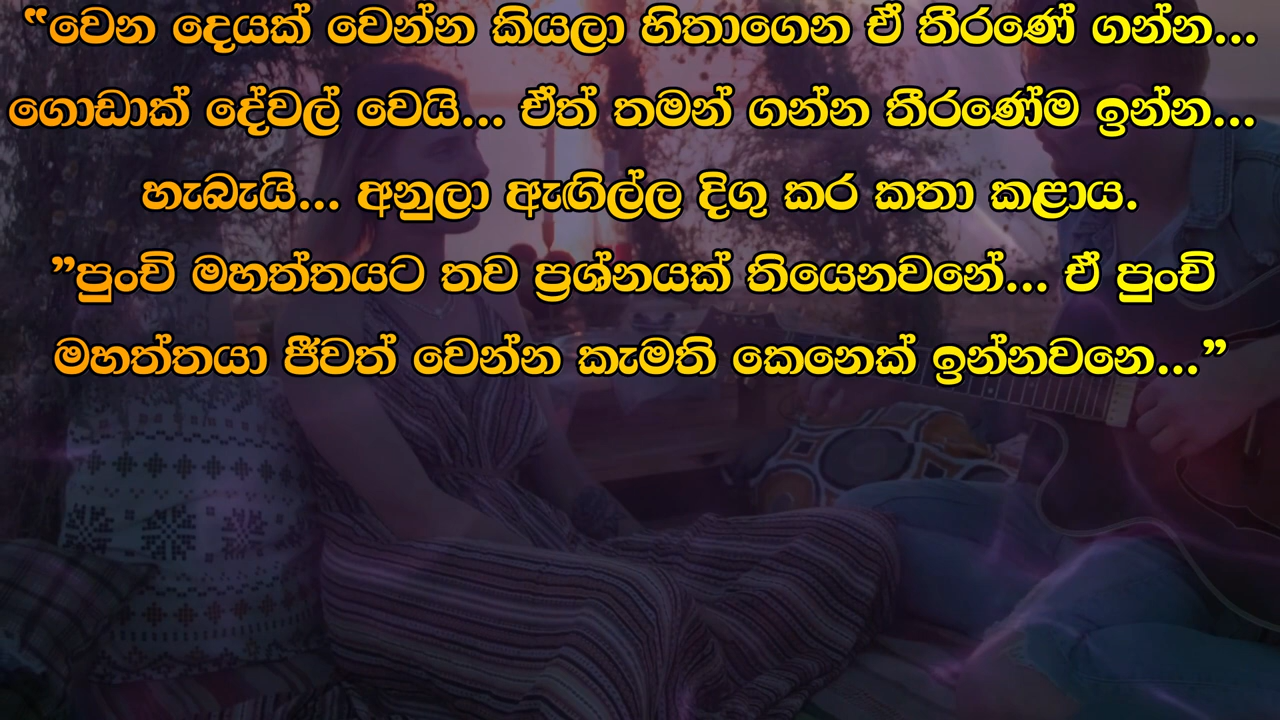 “වෙන දෙයක් වෙන්න කියලා හිතාගෙන ඒ තීරණේ ගන්න...
ගොඩාක් දේවල් වෙයි... ඒත් තමන් ගන්න තීරණේම ඉන්න...
හැබැයි... අනුලා ඇඟිල්ල දිගු කර කතා කළාය.
”පුංචි මහත්තයට තව ප්‍රශ්නයක් තියෙනවනේ... ඒ පුංචි
මහත්තයා ජීවත් වෙන්න කැමති කෙනෙක් ඉන්නවනෙ...”